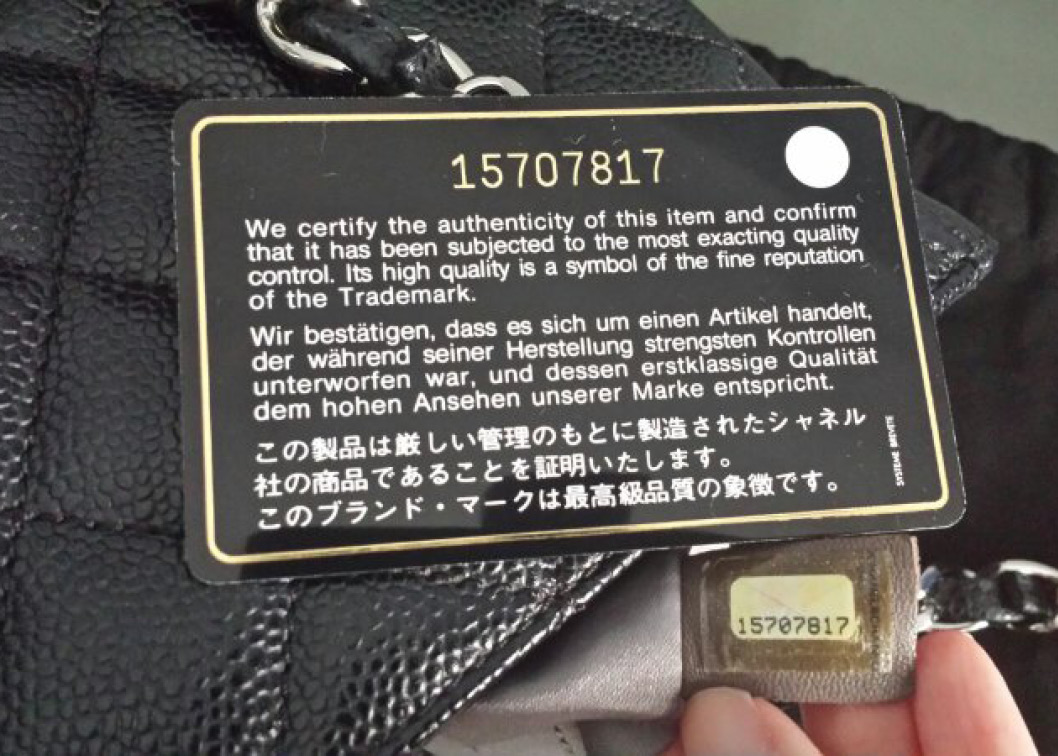 15707817
We certify the authenticity of this item and confirm
that it has been subjected to the most exacting quality
control. Its high quality is a symbol of the fine reputation
of the Trademark.
Wir bestätigen, dass es sich um einen Artikel handelt,
der während seiner Herstellung strengsten Kontrollen
unterworfen war, und dessen erstklassige Qualität
dem hohen Ansehen unserer Marke entspricht.
この製品は厳しい管理のもとに製造されたシャネル
社の商品であることを証明いたします。
このブランド・マークは最高級品質の象徴です。
SYSTEME BREVETE
15707817